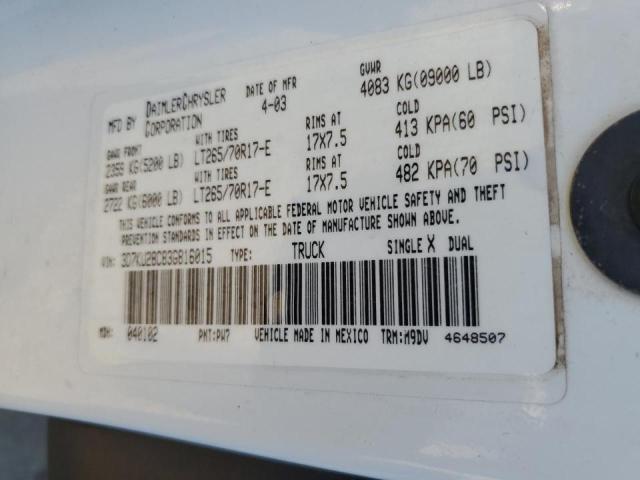 MFD BY DAIMLERCHRYSLER CORPORATION
DATE OF MFR 4-03
GVWR 4083 KG(09000 LB)
GAWR FRONT 2359 KG(5200 LB) WITH TIRES LT265/70R17-E RIMS AT 17X7.5 COLD 413 KPA(60 PSI)
GAWR REAR 2722 KG(6000 LB) WITH TIRES LT265/70R17-E RIMS AT 17X7.5 COLD 482 KPA(70 PSI)
THIS VEHICLE CONFORMS TO ALL APPLICABLE FEDERAL MOTOR VEHICLE SAFETY AND THEFT
PREVENTION STANDARDS IN EFFECT ON THE DATE OF MANUFACTURE SHOWN ABOVE.
VIN: 3D7KU28C83G816015 TYPE: TRUCK SINGLE X DUAL
MDH: 040102 PNT:PW7 VEHICLE MADE IN MEXICO TRM:M9DV 4648507